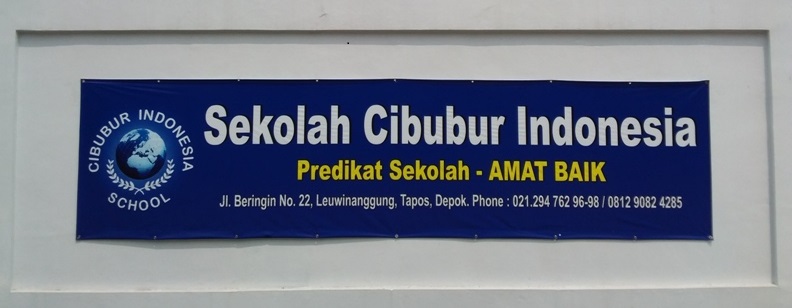 CIBUBUR INDONESIA
SCHOOL
Sekolah Cibubur Indonesia
Predikat Sekolah - AMAT BAIK
Jl. Beringin No. 22, Leuwinanggung, Tapos, Depok. Phone : 021.294 762 96-98 / 0812 9082 4285